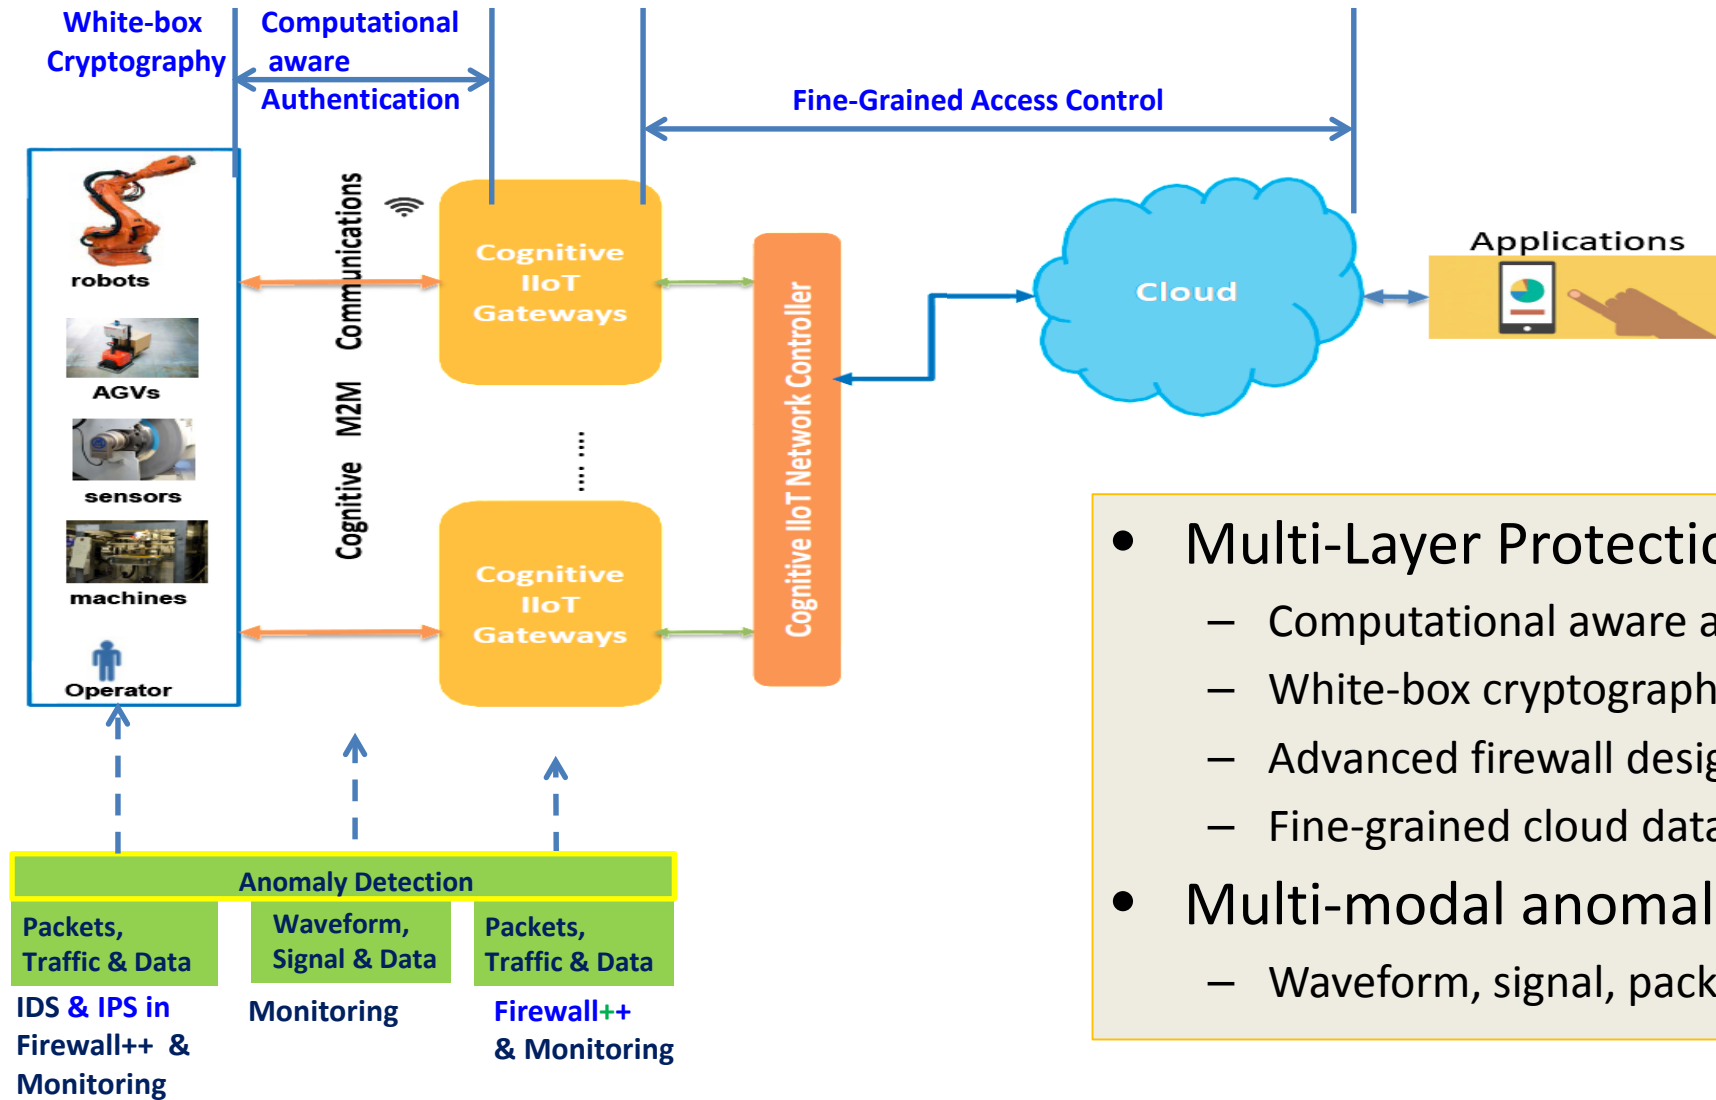 White-box
Cryptography
Computational
aware
Authentication
Fine-Grained Access Control
robots
AGVs
sensors
machines
Operator
Cognitive M2M Communications
Cognitive
IIoT
Gateways
......
Cognitive
IIoT
Gateways
Cognitive IIoT Network Controller
Cloud
Applications
Anomaly Detection
Packets,
Traffic & Data
Waveform,
Signal & Data
Packets,
Traffic & Data
IDS & IPS in
Firewall++ &
Monitoring
Monitoring
Firewall++
& Monitoring
• Multi-Layer Protectio
– Computational aware a
– White-box cryptograph
– Advanced firewall desig
– Fine-grained cloud data
• Multi-modal anomal
– Waveform, signal, pack